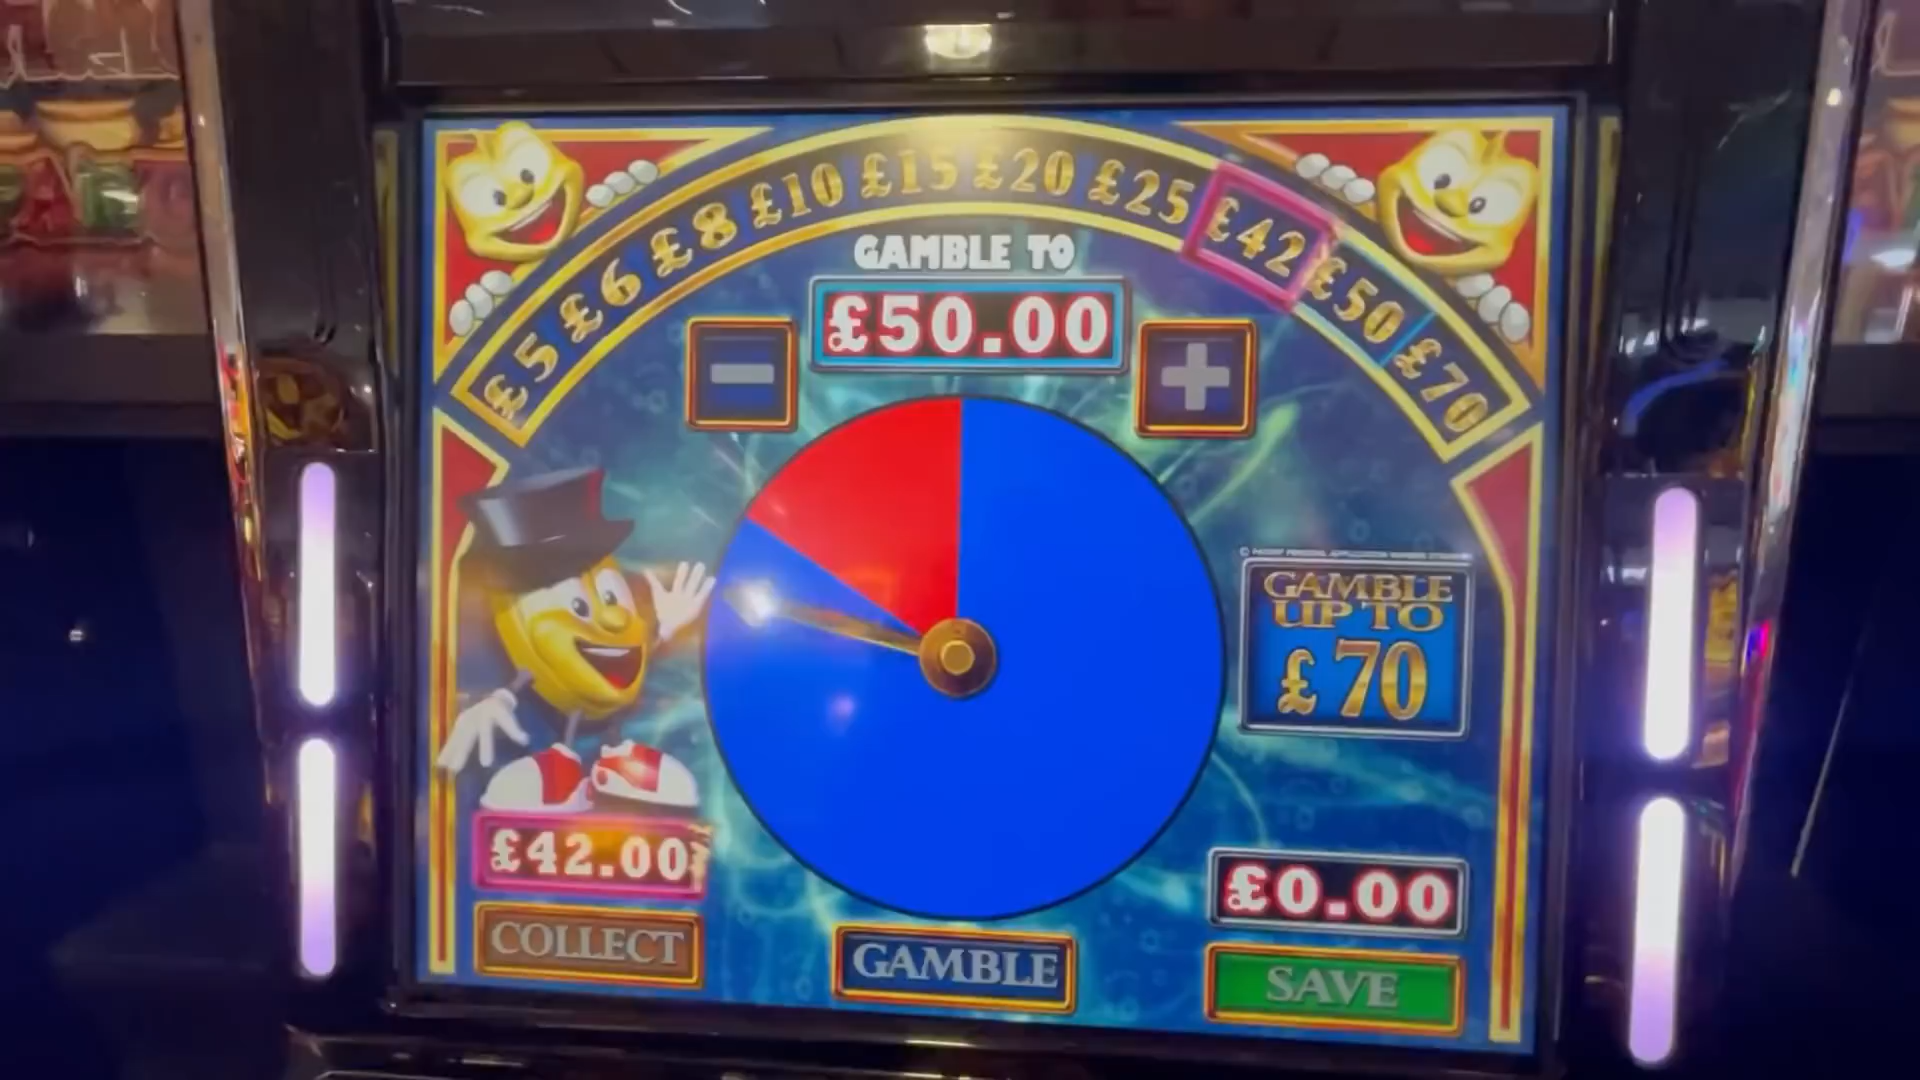 £5 £6 £8 £10 £15 £20 £25 £42 £50 £70
GAMBLE TO
£50.00
GAMBLE
UP TO
£70
£42.00
£0.00
COLLECT
GAMBLE
SAVE